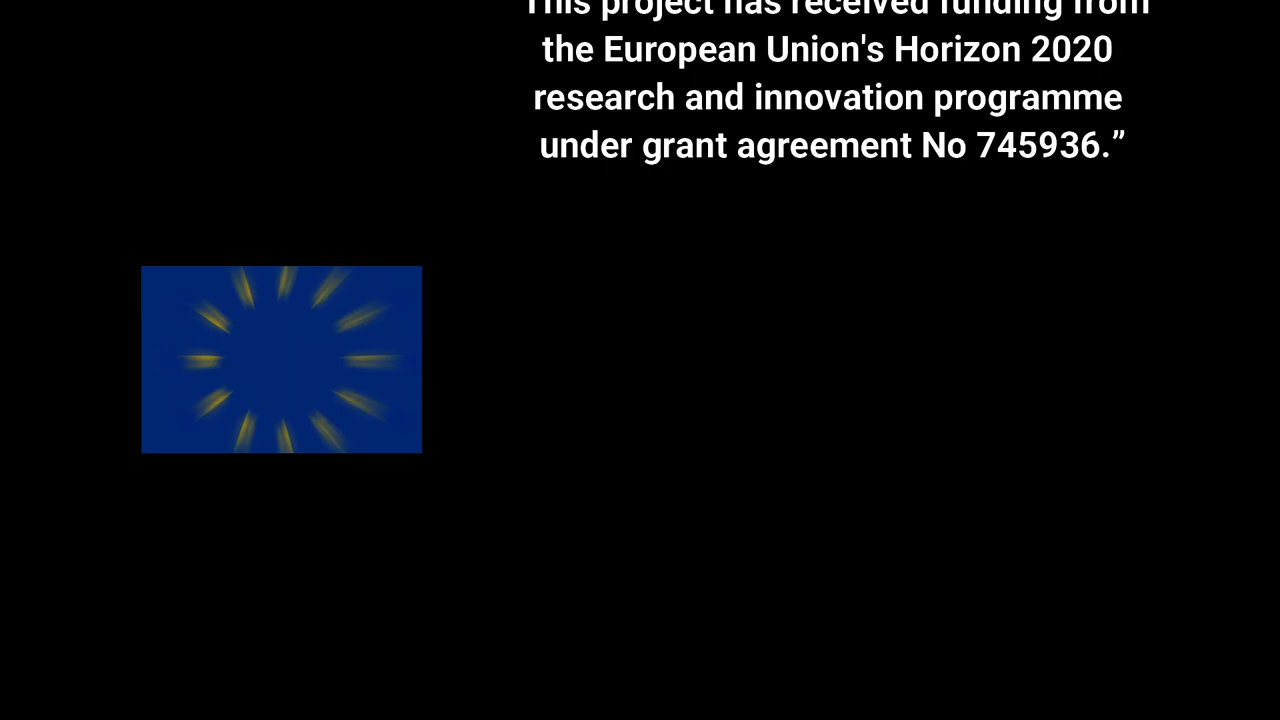 This project has received funding from
the European Union's Horizon 2020
research and innovation programme
under grant agreement No 745936.”